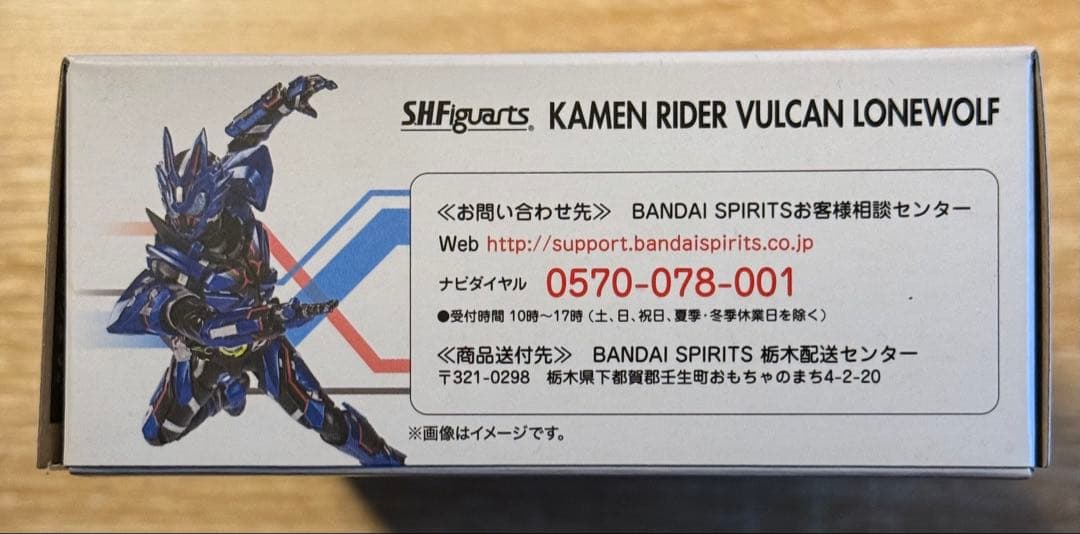 S.H.Figuarts KAMEN RIDER VULCAN LONEWOLF
≪お問い合わせ先≫ BANDAI SPIRITSお客様相談センター
Web http://support.bandaispirits.co.jp
ナビダイヤル 0570-078-001
●受付時間 10時～17時（土、日、祝日、夏季・冬季休業日を除く）
≪商品送付先≫ BANDAI SPIRITS 栃木配送センター
〒321-0298 栃木県下都賀郡壬生町おもちゃのまち4-2-20
※画像はイメージです。